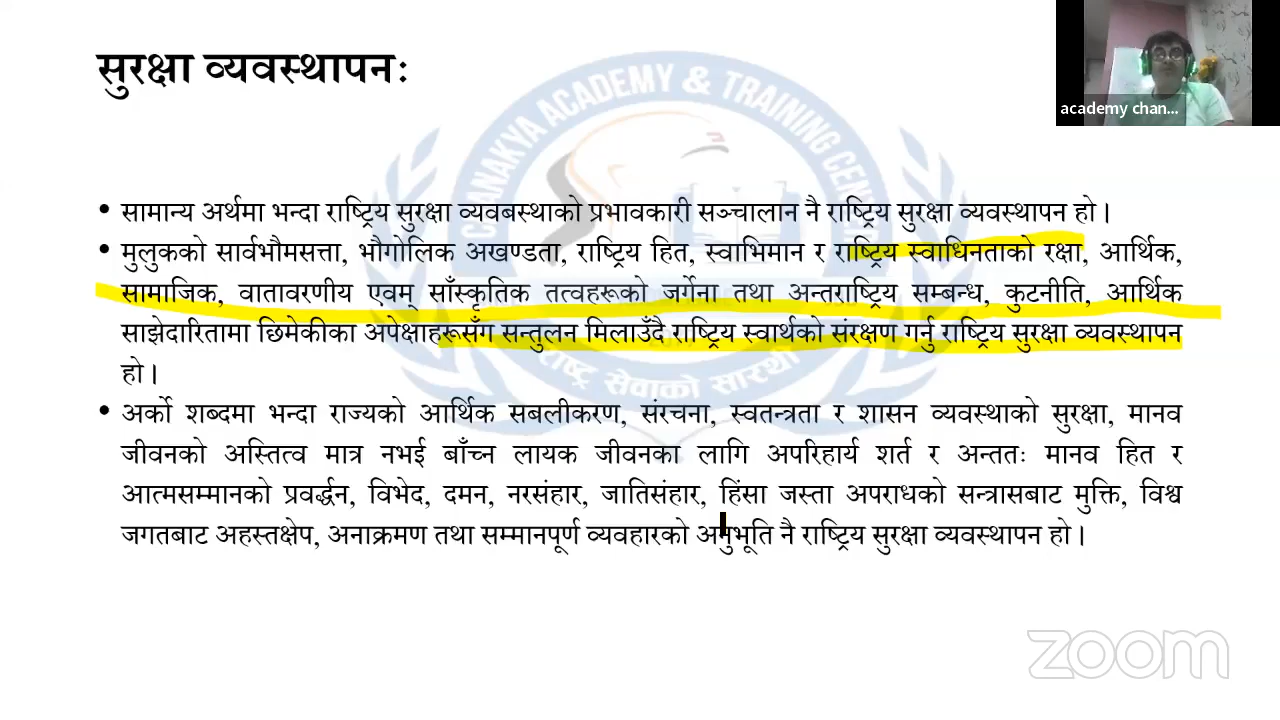 सुरक्षा व्यवस्थापनः
academy chan...
CHANAKYA ACADEMY & TRAINING CENTER
• सामान्य अर्थमा भन्दा राष्ट्रिय सुरक्षा व्यवबस्थाको प्रभावकारी सञ्चालान नै राष्ट्रिय सुरक्षा व्यवस्थापन हो।
• मुलुकको सार्वभौमसत्ता, भौगोलिक अखण्डता, राष्ट्रिय हित, स्वाभिमान र राष्ट्रिय स्वाधिनताको रक्षा, आर्थिक,
सामाजिक, वातावरणीय एवम् साँस्कृतिक तत्वहरूको जर्गेना तथा अन्तराष्ट्रिय सम्बन्ध, कुटनीति, आर्थिक
साझेदारितामा छिमेकीका अपेक्षाहरूसँग सन्तुलन मिलाउँदै राष्ट्रिय स्वार्थको संरक्षण गर्नु राष्ट्रिय सुरक्षा व्यवस्थापन
हो।
राष्ट्र सेवाको सारथी
• अर्को शब्दमा भन्दा राज्यको आर्थिक सबलीकरण, संरचना, स्वतन्त्रता र शासन व्यवस्थाको सुरक्षा, मानव
जीवनको अस्तित्व मात्र नभई बाँच्न लायक जीवनका लागि अपरिहार्य शर्त र अन्ततः मानव हित र
आत्मसम्मानको प्रवर्द्धन, विभेद, दमन, नरसंहार, जातिसंहार, हिंसा जस्ता अपराधको सन्त्रासबाट मुक्ति, विश्व
जगतबाट अहस्तक्षेप, अनाक्रमण तथा सम्मानपूर्ण व्यवहारको अनुभूति नै राष्ट्रिय सुरक्षा व्यवस्थापन हो।
zoom